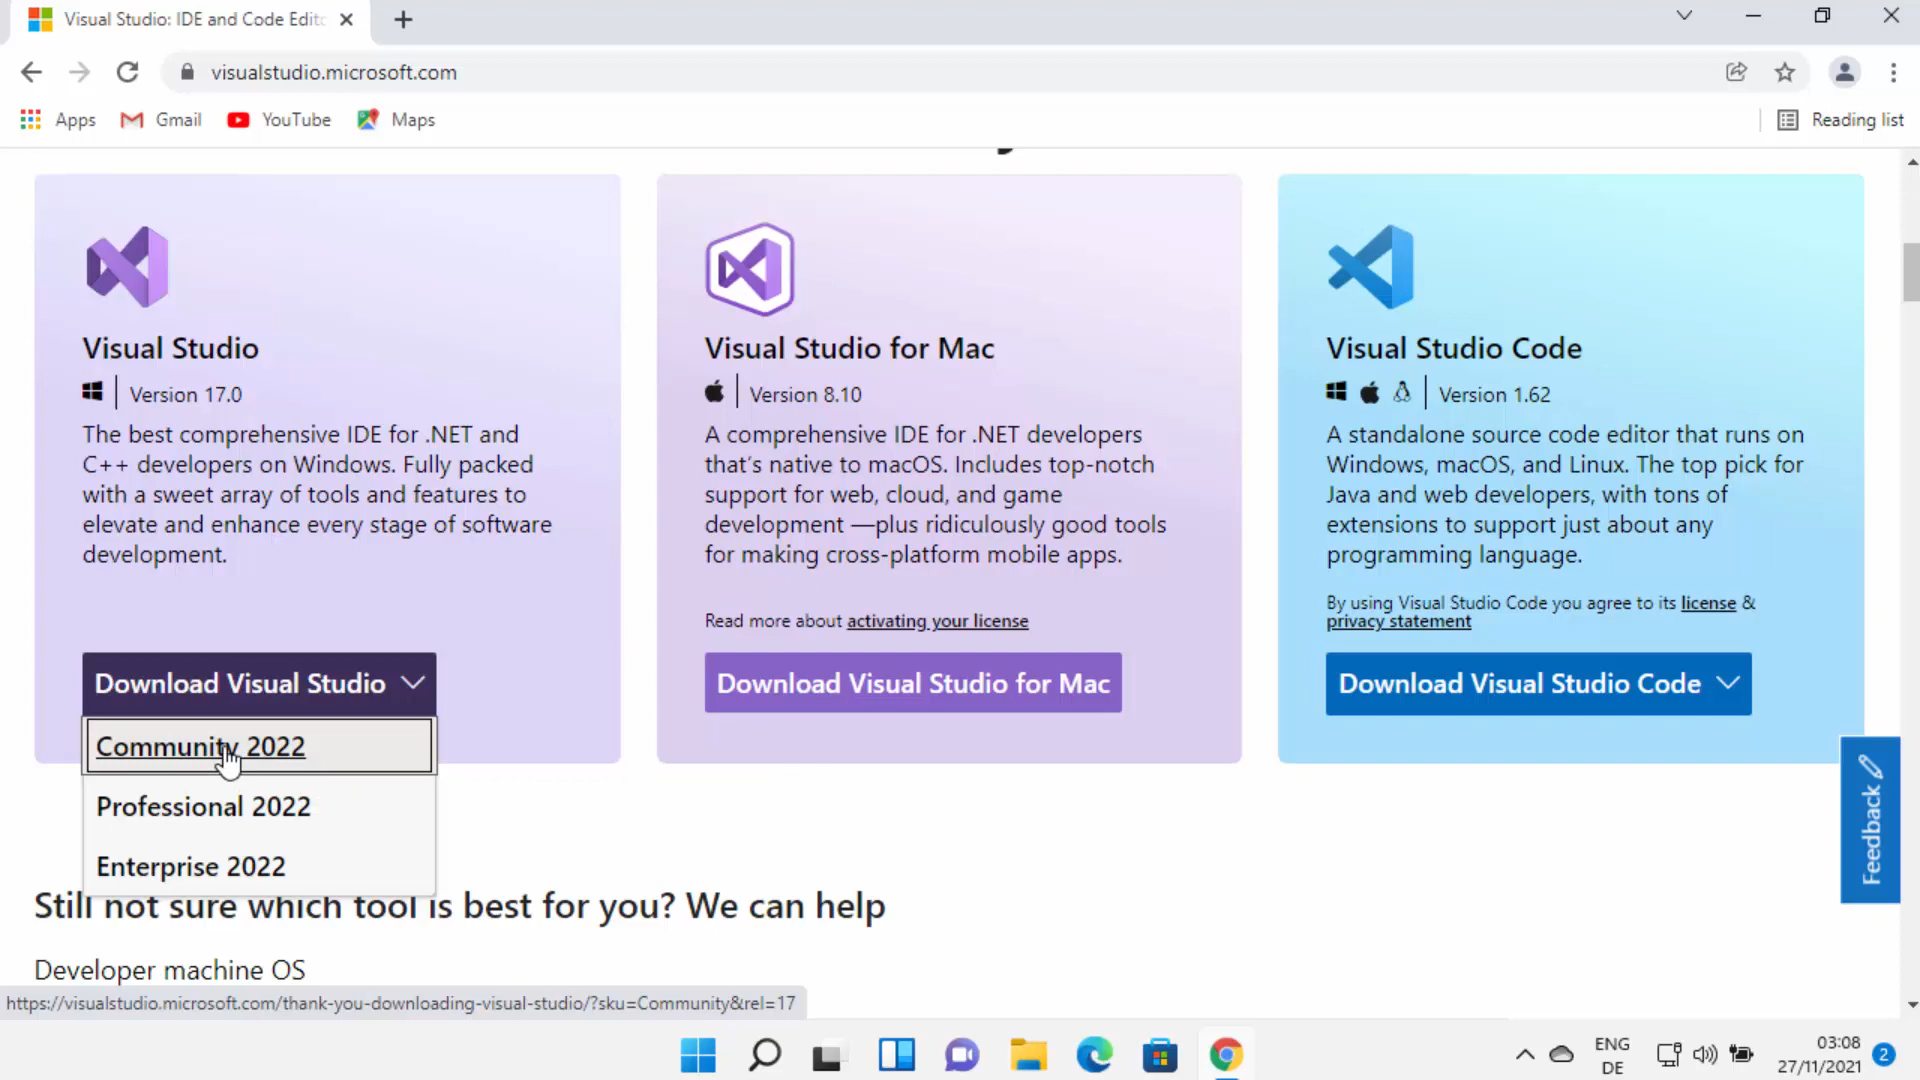 Visual Studio: IDE and Code Edito
visualstudio.microsoft.com
Apps
Gmail
YouTube
Maps
Reading list
Visual Studio
Version 17.0
The best comprehensive IDE for .NET and
C++ developers on Windows. Fully packed
with a sweet array of tools and features to
elevate and enhance every stage of software
development.
Download Visual Studio
Community 2022
Professional 2022
Enterprise 2022
Visual Studio for Mac
Version 8.10
A comprehensive IDE for .NET developers
that's native to macOS. Includes top-notch
support for web, cloud, and game
development —plus ridiculously good tools
for making cross-platform mobile apps.
Read more about activating your license
Download Visual Studio for Mac
Visual Studio Code
Version 1.62
A standalone source code editor that runs on
Windows, macOS, and Linux. The top pick for
Java and web developers, with tons of
extensions to support just about any
programming language.
By using Visual Studio Code you agree to its license &
privacy statement
Download Visual Studio Code
Feedback
Still not sure which tool is best for you? We can help
Developer machine OS
https://visualstudio.microsoft.com/thank-you-downloading-visual-studio/?sku=Community&rel=17
ENG
DE
03:08
27/11/2021
2